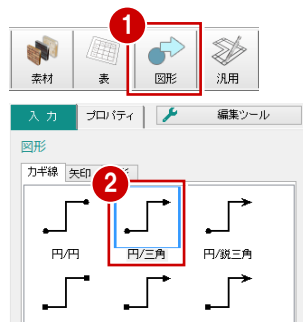 1
素材 表 図形 汎用
入力 プロパティ 編集ツール
図形
カギ線 矢印
2
円/円 円/三角 円/鋭三角